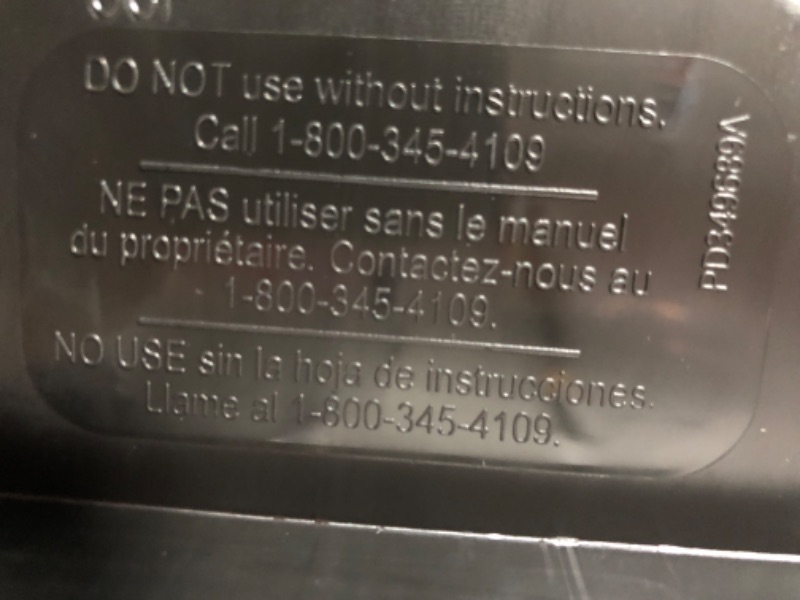 DO NOT use without instructions.
Call 1-800-345-4109
NE PAS utiliser sans le manuel
du propriétaire. Contactez-nous au
1-800-345-4109.
NO USE sin la hoja de instrucciones.
Llame al 1-800-345-4109.
PD349689A